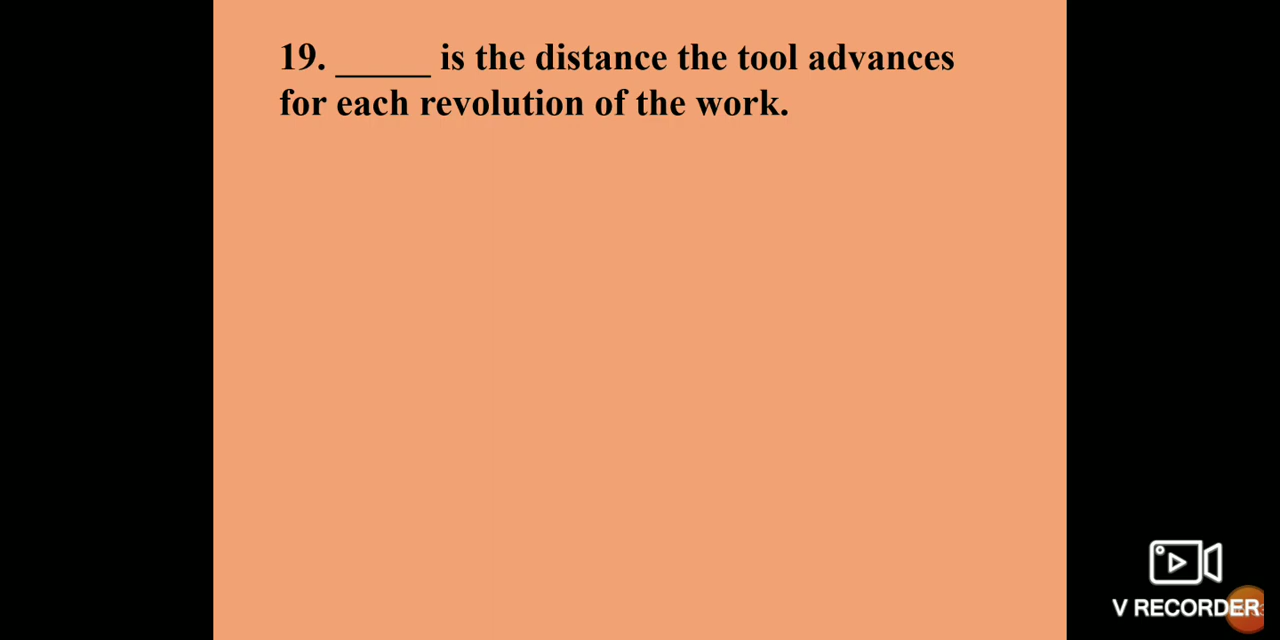 19. _____ is the distance the tool advances
for each revolution of the work.
V RECORDER